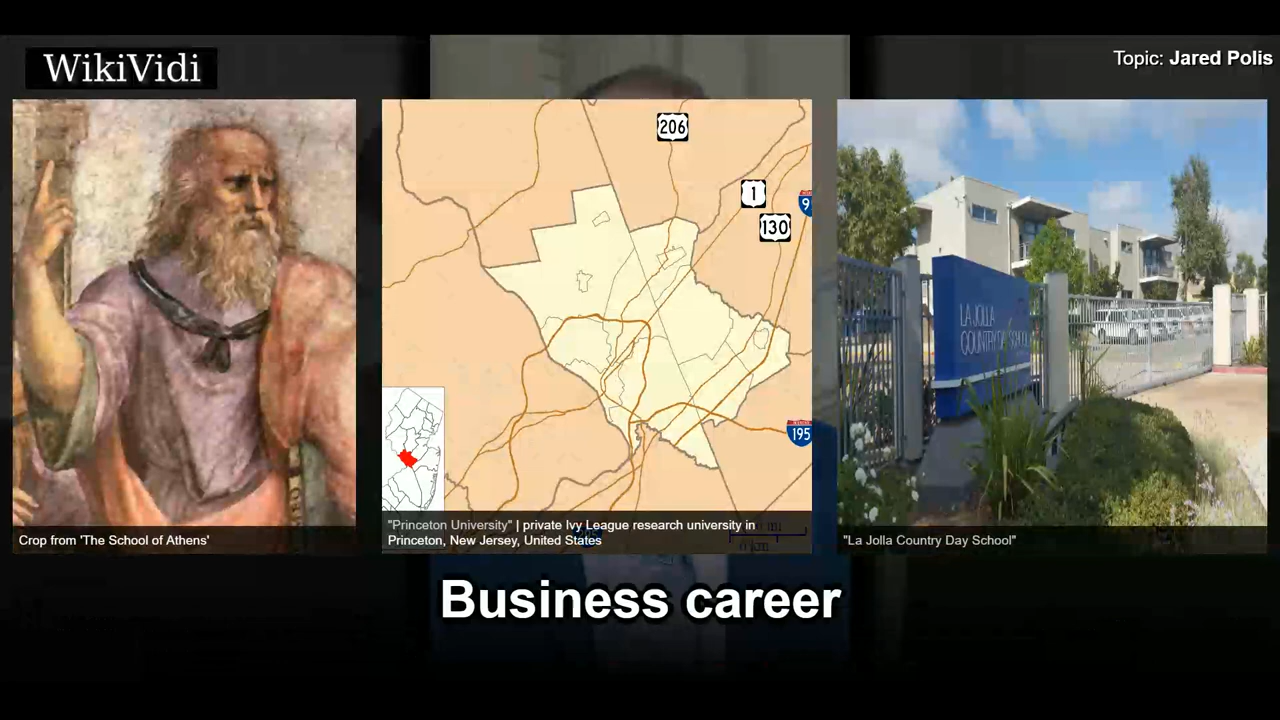 WikiVidi
Topic: Jared Polis
206
1
9
130
195
LA JOLLA
COUNTRY DAY SCHOOL
Crop from 'The School of Athens'
"Princeton University" | private Ivy League research university in
Princeton, New Jersey, United States
"La Jolla Country Day School"
Business career